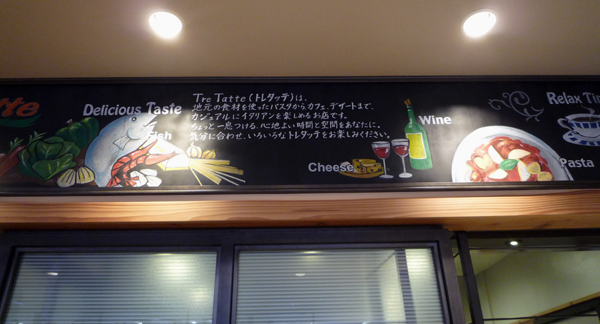 tte
Delicious Taste
Fish
Tre Tatte(トレタッテ)は、
地元の食材を使ったパスタから、カフェ、デザートまで、
カジュアルにイタリアンを楽しめるお店です。
ちょっと一息つける、心地よい時間と空間をあなたに。
気分に合わせ、いろいろなトレタッテをお楽しみください。
Cheese
Wine
Relax Ti
Pasta